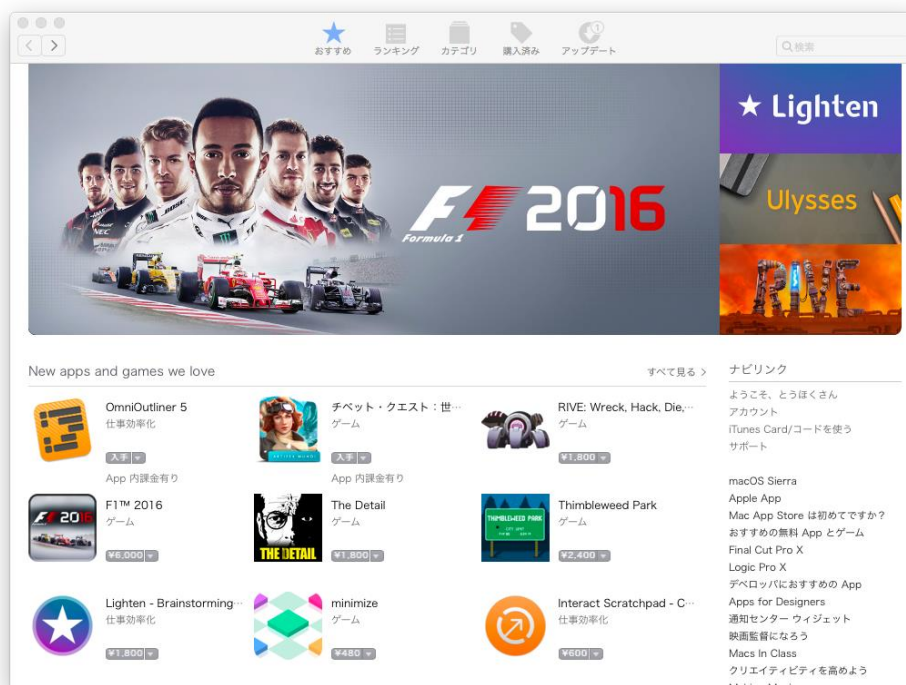 おすすめ
ランキング
カテゴリ
購入済み
アップデート
1
検索
Formula 1
F1 2016
★ Lighten
Ulysses
RIVE
New apps and games we love
すべて見る >
OmniOutliner 5
仕事効率化
入手
App 内課金有り
チベット・クエスト：世…
ゲーム
入手
App 内課金有り
RIVE: Wreck, Hack, Die,…
ゲーム
¥1,800
F1™ 2016
ゲーム
¥6,000
THE DETAIL
The Detail
ゲーム
¥1,800
THIMBLEWEED PARK
Thimbleweed Park
ゲーム
¥2,400
Lighten - Brainstorming…
仕事効率化
¥1,800
minimize
ゲーム
¥480
Interact Scratchpad - C…
仕事効率化
¥600
ナビリンク
ようこそ、とうほくさん
アカウント
iTunes Card/コードを使う
サポート
macOS Sierra
Apple App
Mac App Store は初めてですか？
おすすめの無料 App とゲーム
Final Cut Pro X
Logic Pro X
デベロッパにおすすめの App
Apps for Designers
通知センター ウィジェット
映画監督になろう
Macs In Class
クリエイティビティを高めよう